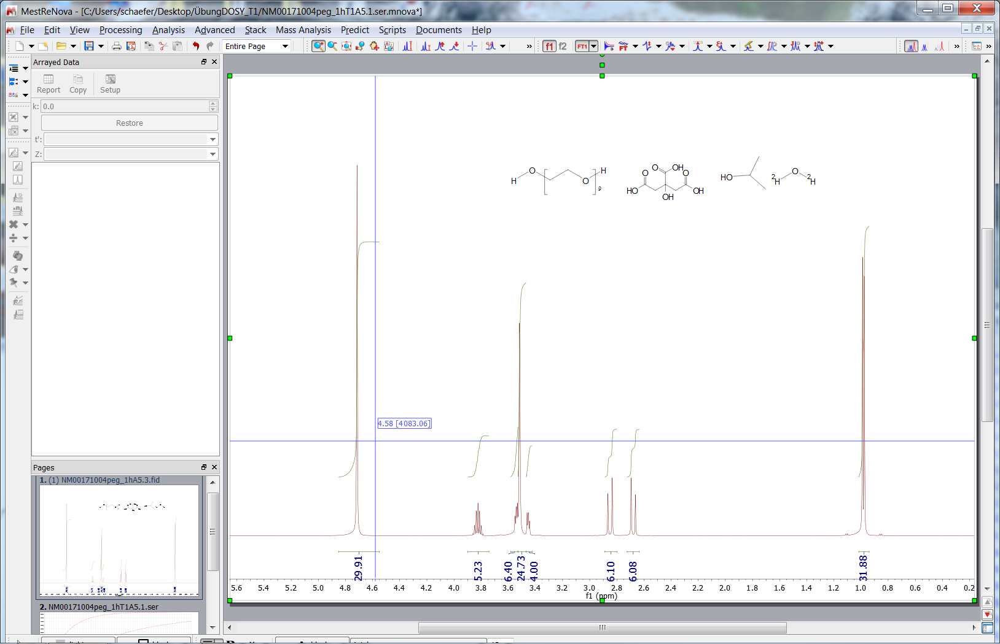 MestReNova - [C:/Users/schaefer/Desktop/ÜbungDOSY_T1/NM00171004peg_1hT1A5.1.ser.mnova*]
File Edit View Processing Analysis Advanced Stack Mass Analysis Predict Scripts Documents Help
Entire Page » f1 f2 FT1 » »
Arrayed Data
Report Copy Setup
k: 0.0
Restore
t':
Z:
H O O H 9
O OH O O HO OH OH
HO
2H O 2H
4.58 [4083.06]
29.91 5.23 6.40 24.73 4.00 6.10 6.08 31.88
5.6 5.4 5.2 5.0 4.8 4.6 4.4 4.2 4.0 3.8 3.6 3.4 3.2 3.0 2.8 2.6 2.4 2.2 2.0 1.8 1.6 1.4 1.2 1.0 0.8 0.6 0.4 0.2
f1 (ppm)
Pages
1. (1) NM00171004peg_1hA5.3.fid
2. NM00171004peg_1hT1A5.1.ser